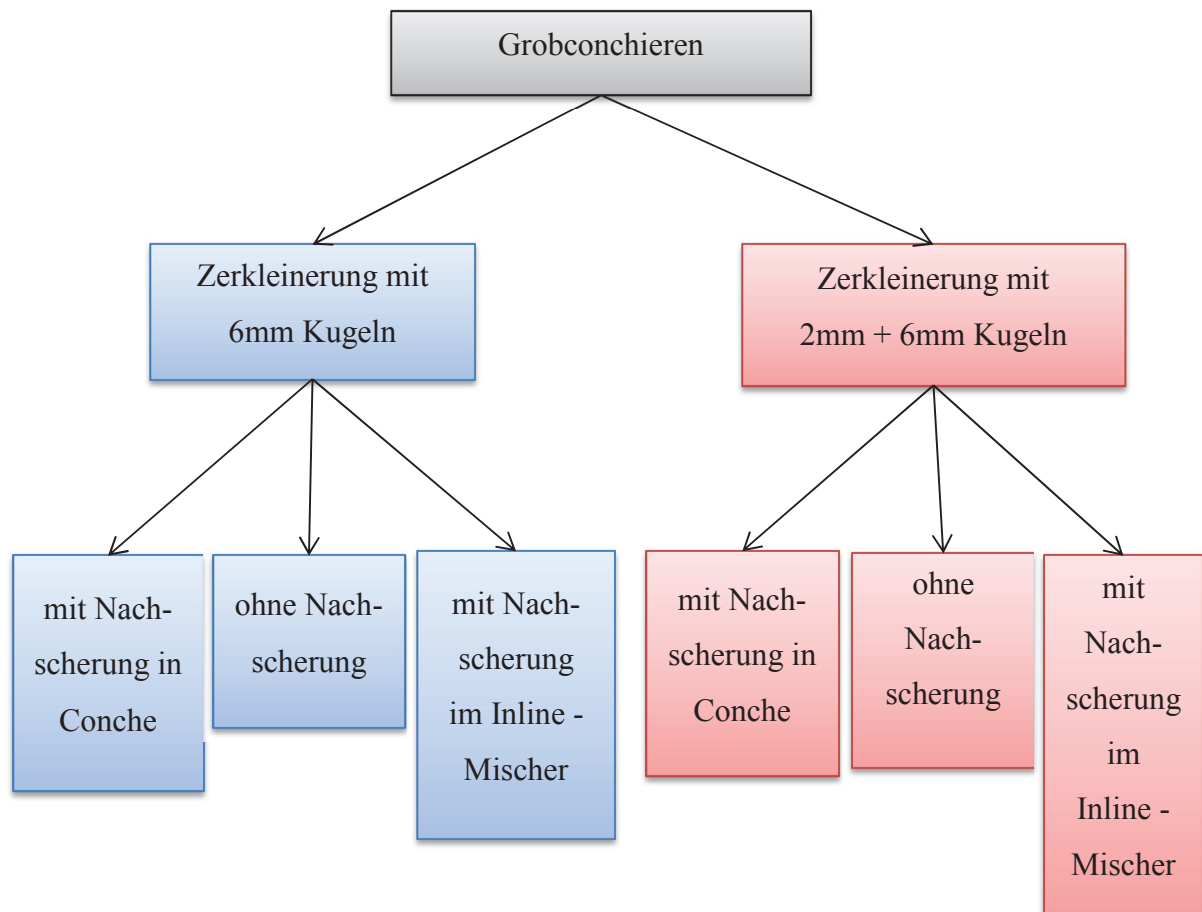 Grobconchieren
Zerkleinerung mit
6mm Kugeln
Zerkleinerung mit
2mm + 6mm Kugeln
mit Nach-
scherung in
Conche
ohne Nach-
scherung
mit Nach-
scherung
im Inline -
Mischer
mit Nach-
scherung in
Conche
ohne
Nach-
scherung
mit
Nach-
scherung
im
Inline -
Mischer